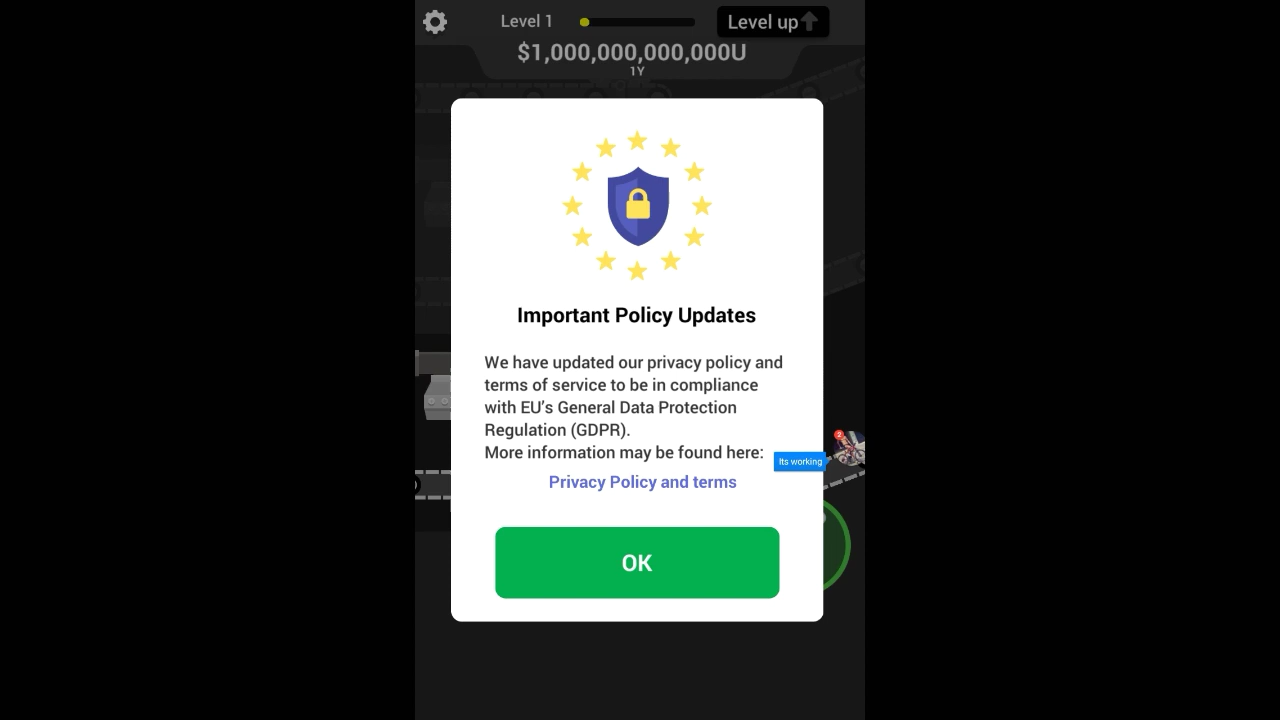 Level 1
Level up
$1,000,000,000,000U
1Y
Important Policy Updates
We have updated our privacy policy and
terms of service to be in compliance
with EU's General Data Protection
Regulation (GDPR).
More information may be found here:
2
Its working
Privacy Policy and terms
OK